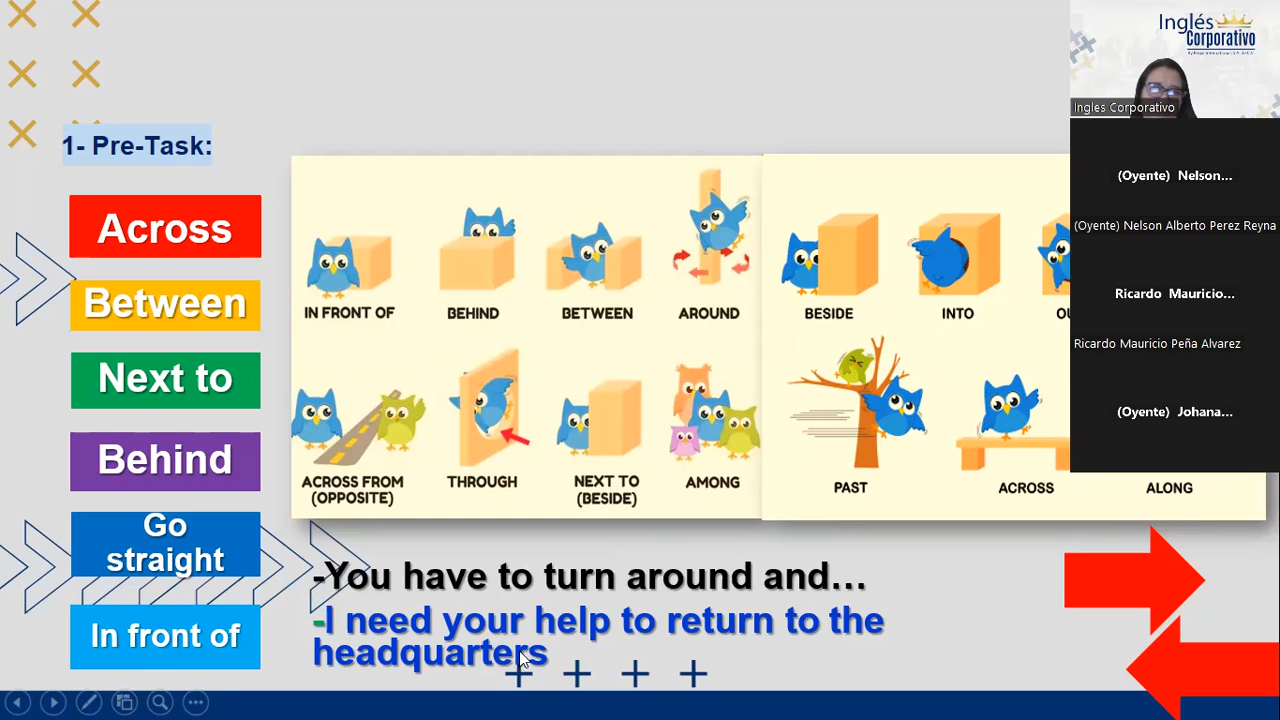 Inglés
Corporativo
Ingles Corporativo
(Oyente) Nelson...
(Oyente) Nelson Alberto Perez Reyna
Ricardo Mauricio...
Ricardo Mauricio Peña Alvarez
(Oyente) Johana...
1- Pre-Task:
Across
Between
Next to
Behind
Go
straight
In front of
IN FRONT OF
BEHIND
BETWEEN
AROUND
BESIDE
INTO
ACROSS FROM
(OPPOSITE)
THROUGH
NEXT TO
(BESIDE)
AMONG
PAST
ACROSS
ALONG
-You have to turn around and...
-I need your help to return to the
headquarters